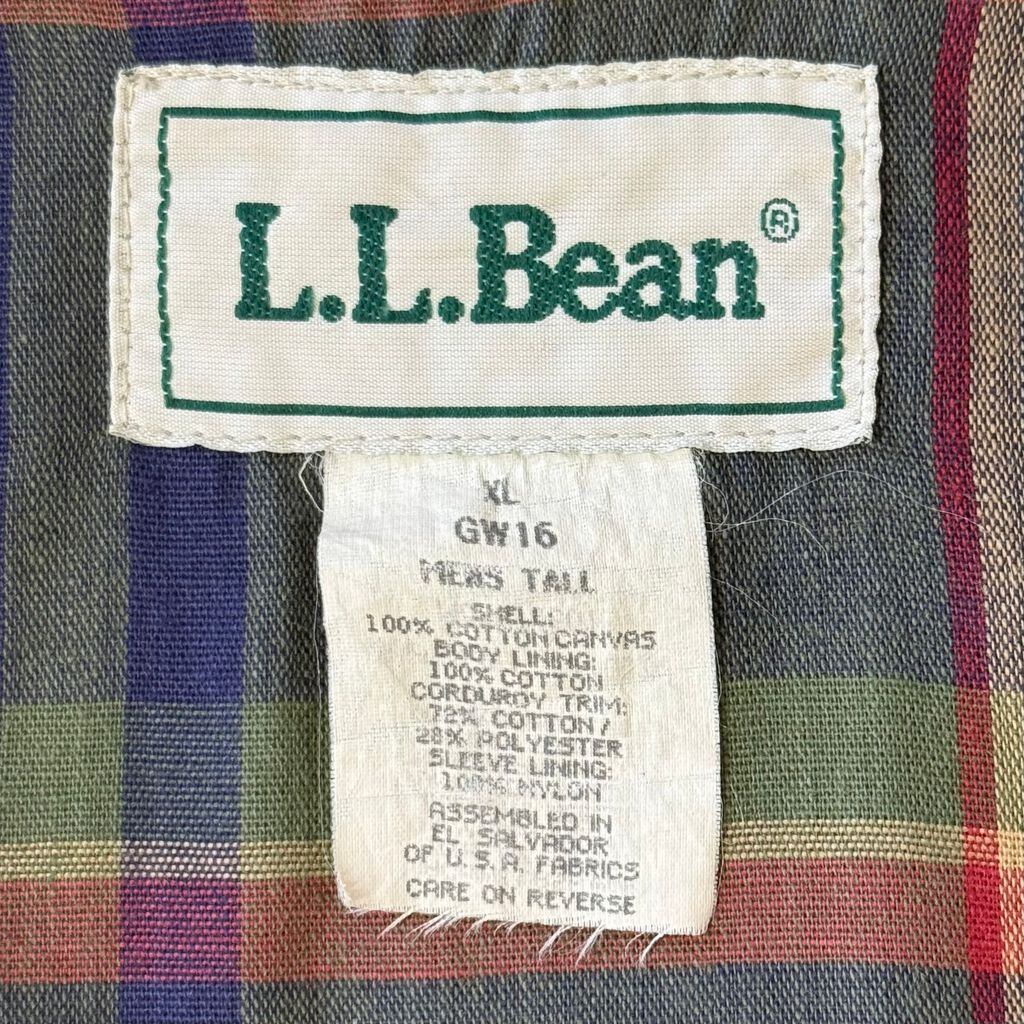 L.L.Bean®
XL
GW16
MENS TALL
SHELL:
100% COTTON CANVAS
BODY LINING:
100% COTTON
CORDUROY TRIM:
72% COTTON/
28% POLYESTER
SLEEVE LINING:
100% NYLON
ASSEMBLED IN
EL SALVADOR
OF U.S.A. FABRICS
CARE ON REVERSE